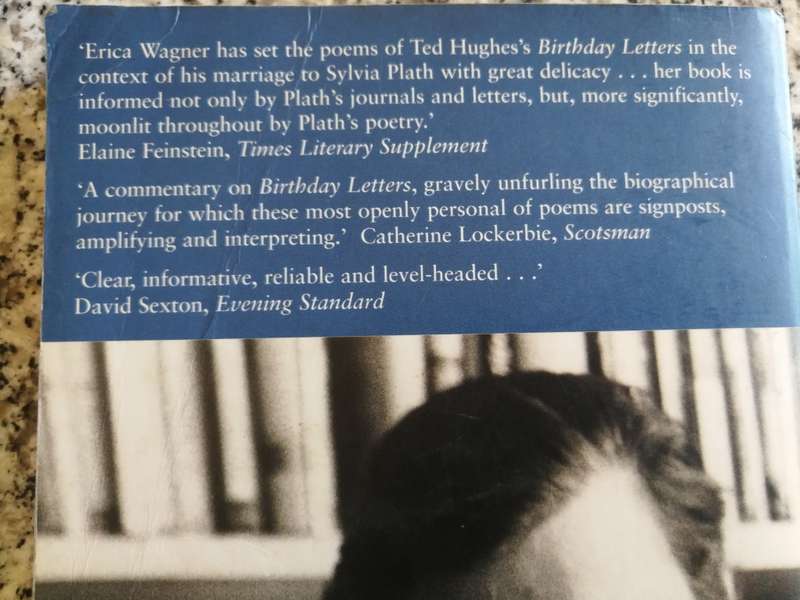 ‘Erica Wagner has set the poems of Ted Hughes’s Birthday Letters in the
context of his marriage to Sylvia Plath with great delicacy . . . her book is
informed not only by Plath’s journals and letters, but, more significantly,
moonlit throughout by Plath’s poetry.’
Elaine Feinstein, Times Literary Supplement
‘A commentary on Birthday Letters, gravely unfurling the biographical
journey for which these most openly personal of poems are signposts,
amplifying and interpreting.’ Catherine Lockerbie, Scotsman
‘Clear, informative, reliable and level-headed . . .’
David Sexton, Evening Standard